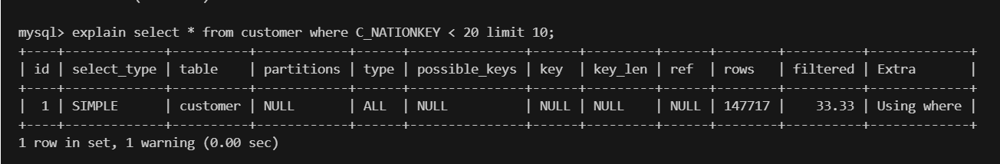 mysql> explain select * from customer where C_NATIONKEY < 20 limit 10;
+----+-------------+----------+------------+------+---------------+------+---------+------+--------+----------+-------------+
| id | select_type | table    | partitions | type | possible_keys | key  | key_len | ref  | rows   | filtered | Extra       |
+----+-------------+----------+------------+------+---------------+------+---------+------+--------+----------+-------------+
|  1 | SIMPLE      | customer | NULL       | ALL  | NULL          | NULL | NULL    | NULL | 147717 |    33.33 | Using where |
+----+-------------+----------+------------+------+---------------+------+---------+------+--------+----------+-------------+
1 row in set, 1 warning (0.00 sec)